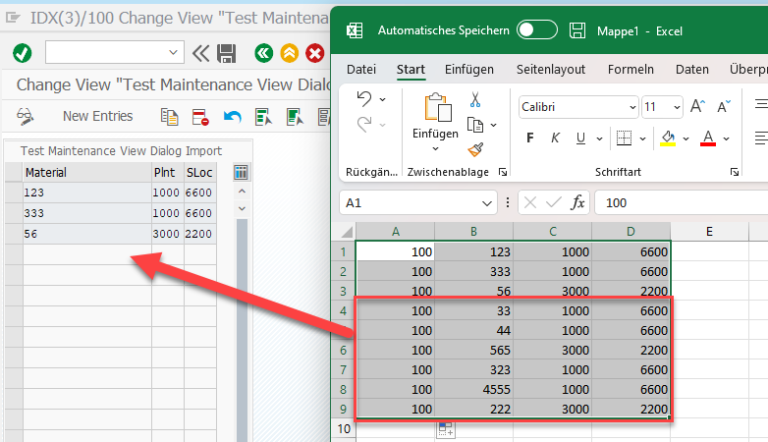 IDX(3)/100 Change View "Test Maintena
Change View "Test Maintenance View Dialo
New Entries
Test Maintenance View Dialog Import
Material Plnt SLoc
123 1000 6600
333 1000 6600
56 3000 2200
Automatisches Speichern Mappe1 - Excel
Datei Start Einfügen Seitenlayout Formeln Daten Überpr
Einfügen
Calibri 11 A A
F K U A
Rückgän... Zwischenablage Schriftart
A1 fx 100
A B C D E
1 100 123 1000 6600
2 100 333 1000 6600
3 100 56 3000 2200
4 100 33 1000 6600
100 44 1000 6600
6 100 565 3000 2200
7 100 323 1000 6600
8 100 4555 1000 6600
9 100 222 3000 2200
10